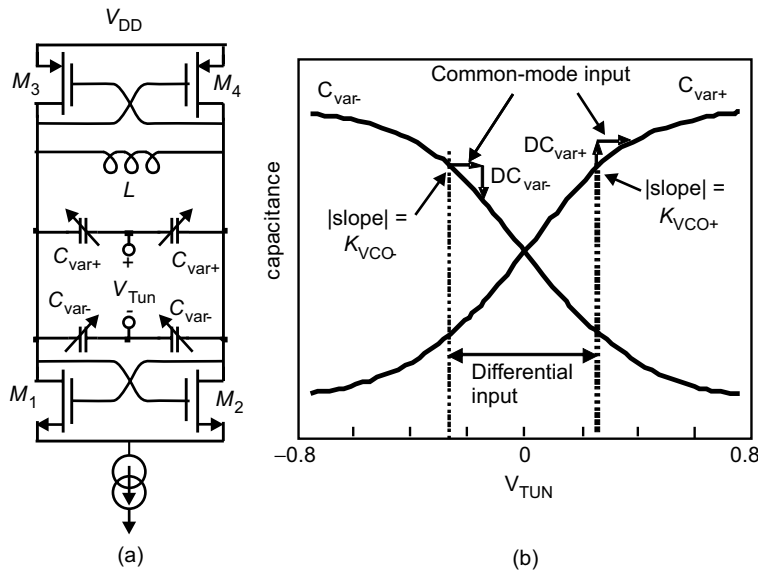 V_DD
M_3
M_4
L
C_var+
C_var+
+
V_Tun
-
C_var-
C_var-
M_1
M_2
(a)
C_var-
Common-mode input
C_var+
DC_var+
DC_var-
|slope| =
K_VCO-
|slope| =
K_VCO+
capacitance
Differential
input
–0.8
0
0.8
V_TUN
(b)